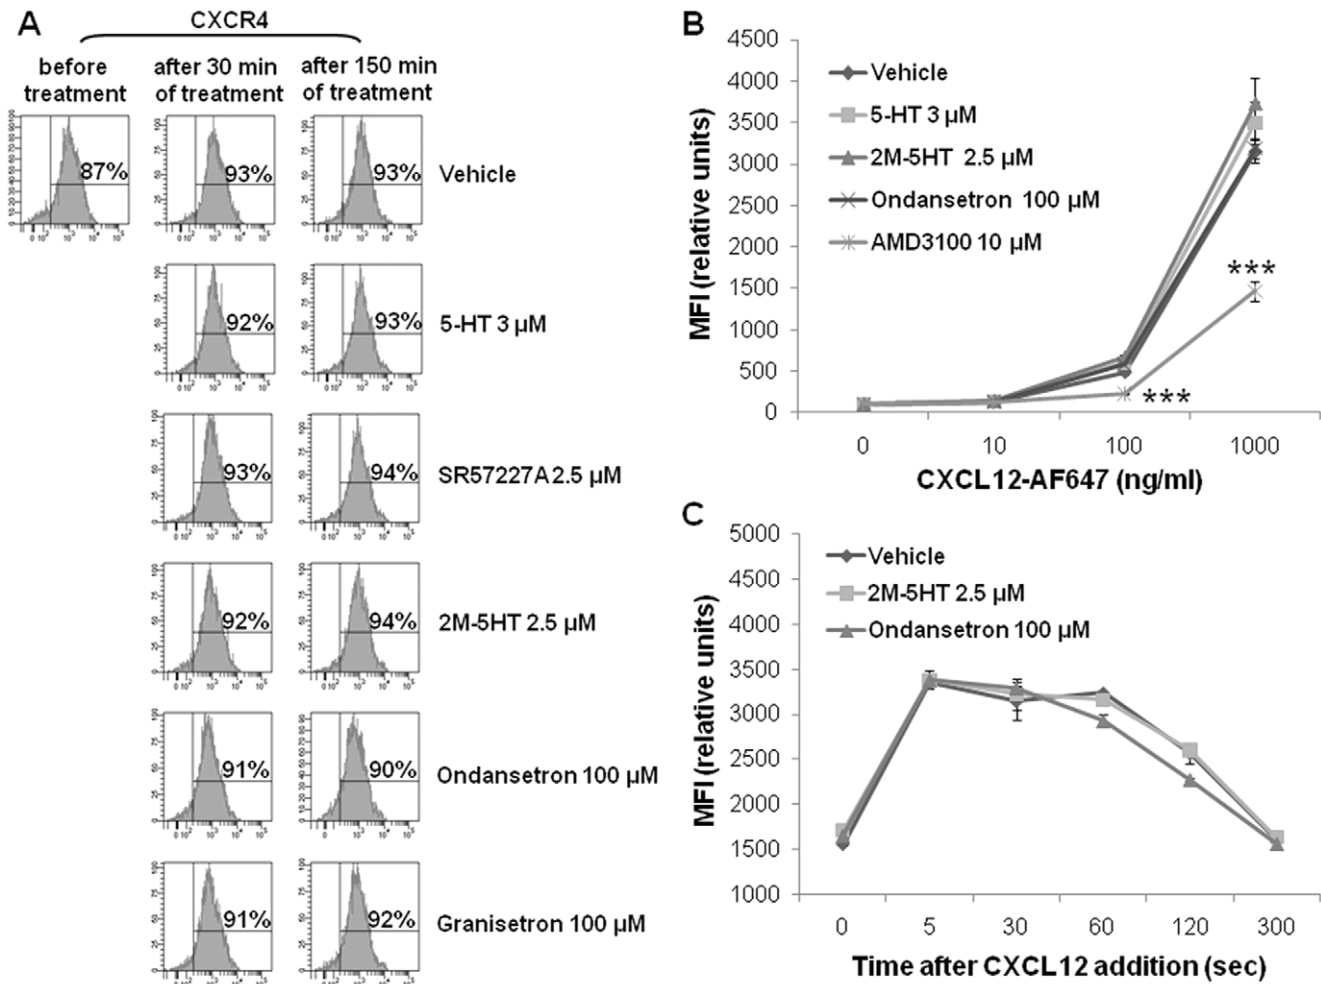 A
CXCR4
before treatment
after 30 min of treatment
after 150 min of treatment
87%
93%
93%
Vehicle
92%
93%
5-HT 3 µM
93%
94%
SR57227A 2.5 µM
92%
94%
2M-5HT 2.5 µM
91%
90%
Ondansetron 100 µM
91%
92%
Granisetron 100 µM
B
MFI (relative units)
4500
4000
3500
3000
2500
2000
1500
1000
500
0
Vehicle
5-HT 3 µM
2M-5HT 2.5 µM
Ondansetron 100 µM
AMD3100 10 µM
***
***
0 10 100 1000
CXCL12-AF647 (ng/ml)
C
MFI (relative units)
5000
4500
4000
3500
3000
2500
2000
1500
1000
Vehicle
2M-5HT 2.5 µM
Ondansetron 100 µM
0 5 30 60 120 300
Time after CXCL12 addition (sec)